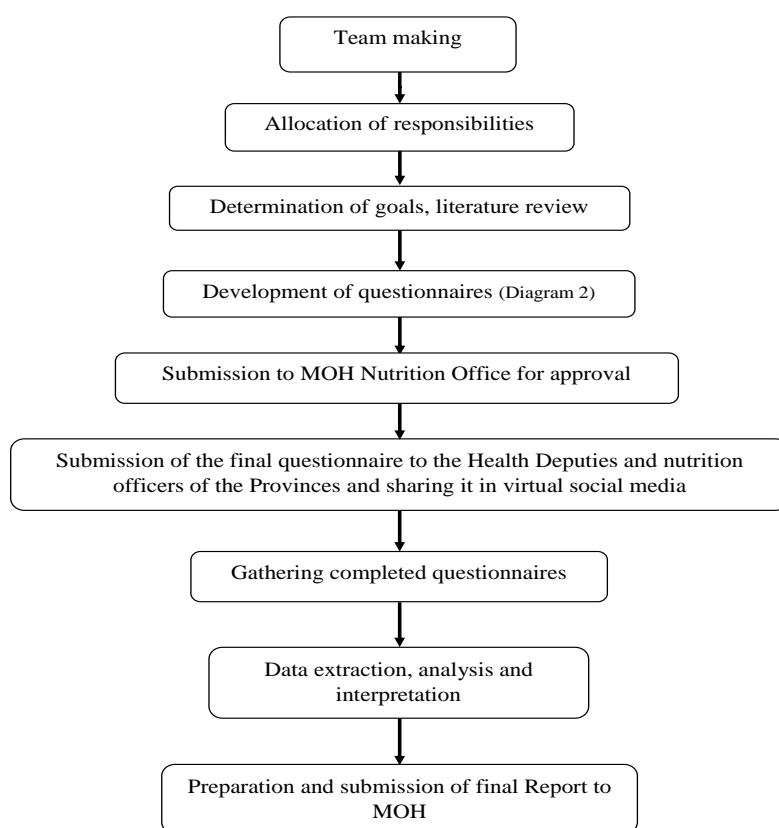 Team making
Allocation of responsibilities
Determination of goals, literature review
Development of questionnaires (Diagram 2)
Submission to MOH Nutrition Office for approval
Submission of the final questionnaire to the Health Deputies and nutrition
officers of the Provinces and sharing it in virtual social media
Gathering completed questionnaires
Data extraction, analysis and
interpretation
Preparation and submission of final Report to
MOH